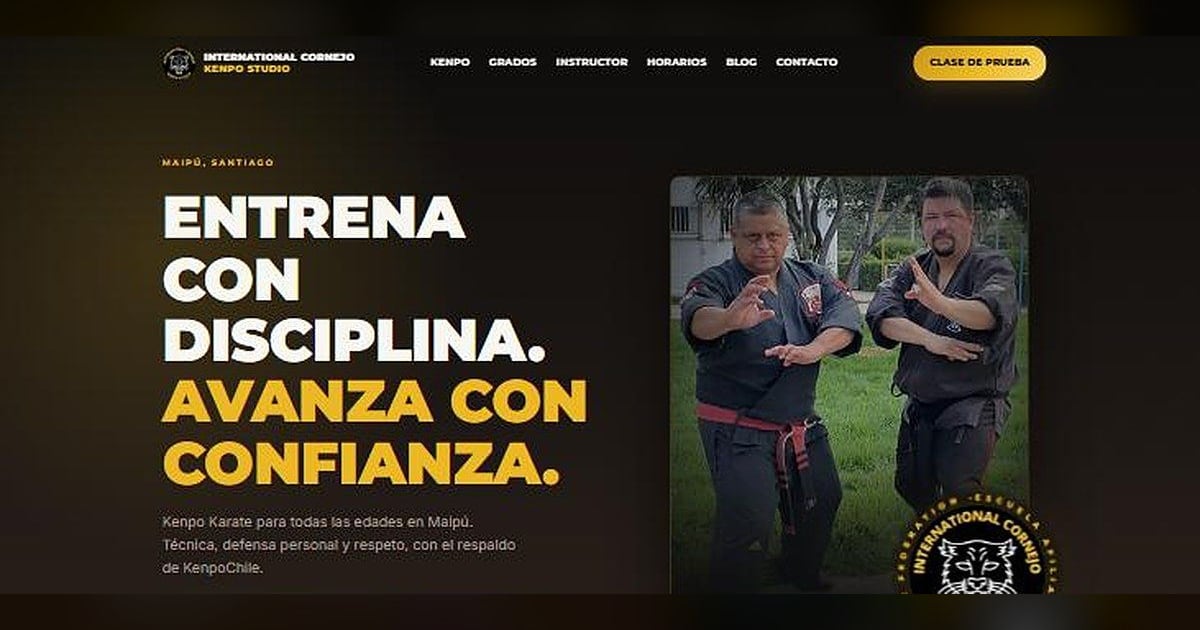 INTERNATIONAL CORNEJO
KENPO STUDIO
KENPO GRADOS INSTRUCTOR HORARIOS BLOG CONTACTO
CLASE DE PRUEBA
MAIPÚ, SANTIAGO
ENTRENA
CON
DISCIPLINA.
AVANZA CON
CONFIANZA.
Kenpo Karate para todas las edades en Maipú.
Técnica, defensa personal y respeto, con el respaldo
de KenpoChile.
ESCUELA
INTERNATIONAL CORNEJO